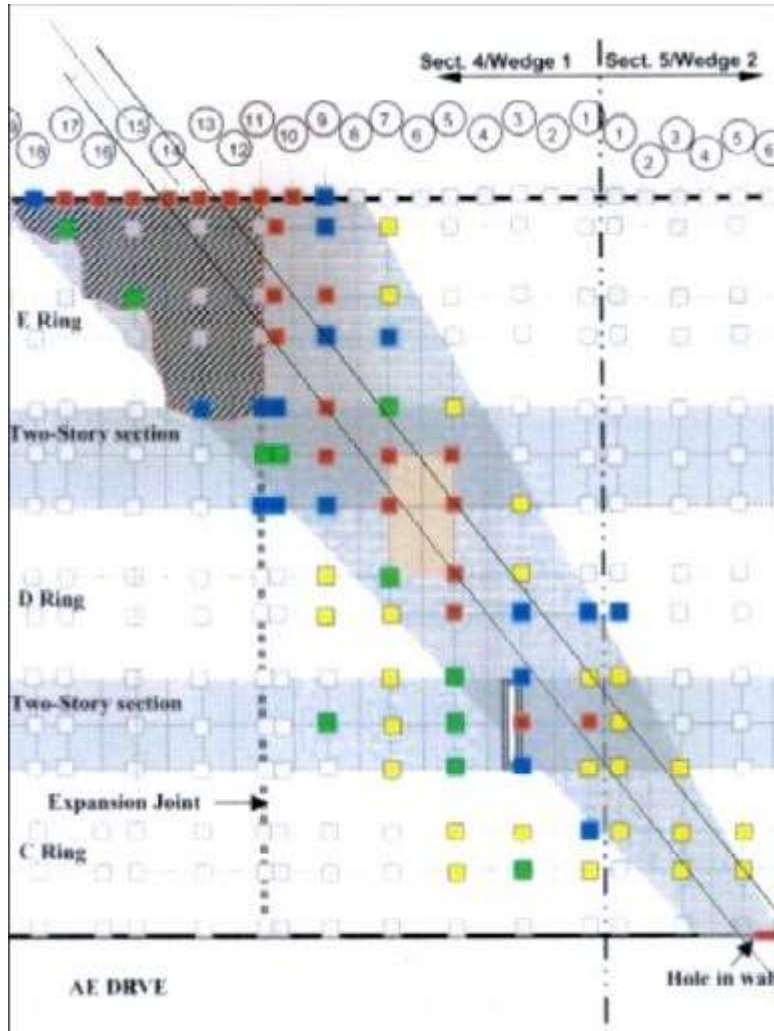 Sect. 4/Wedge 1 Sect. 5/Wedge 2
18 17 16 15 14 13 12 11 10 9 8 7 6 5 4 3 2 1 1 2 3 4 5 6
E Ring
Two-Story section
D Ring
Two-Story section
Expansion Joint
C Ring
AE DRVE
Hole in wall